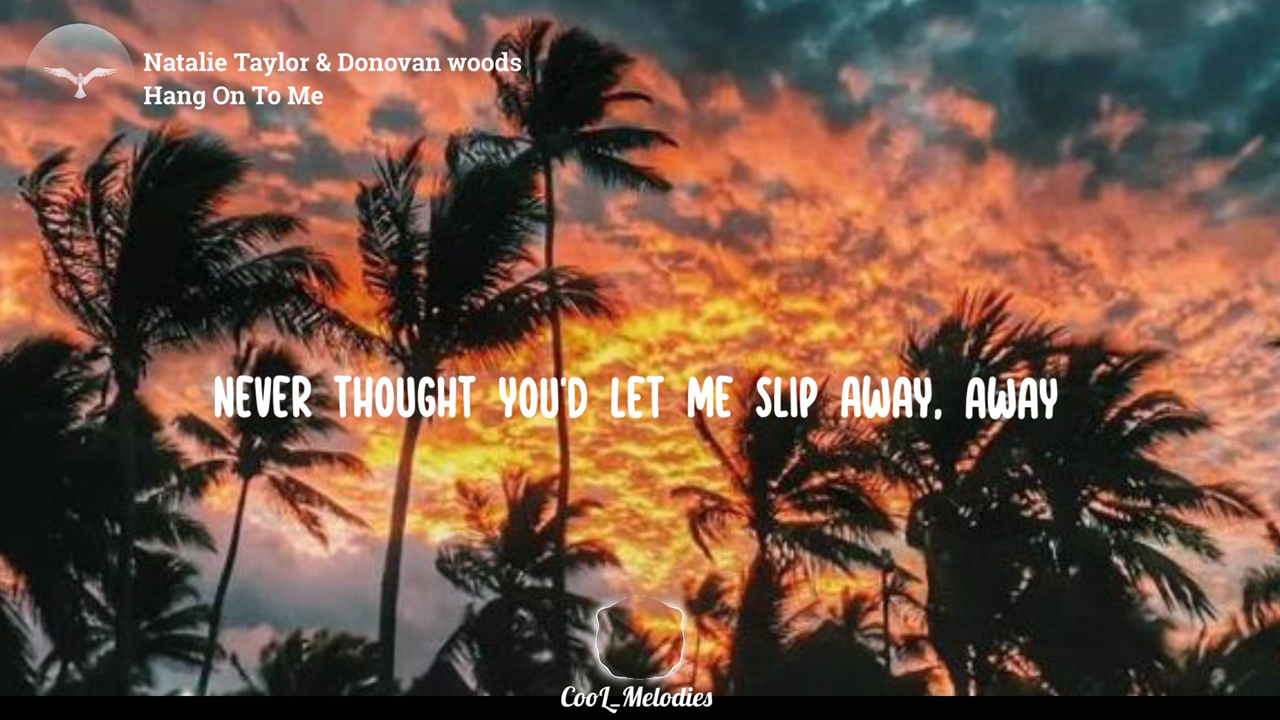 Natalie Taylor & Donovan woods
Hang On To Me
NEVER THOUGHT YOU'D LET ME SLIP AWAY, AWAY
CooL_Melodies